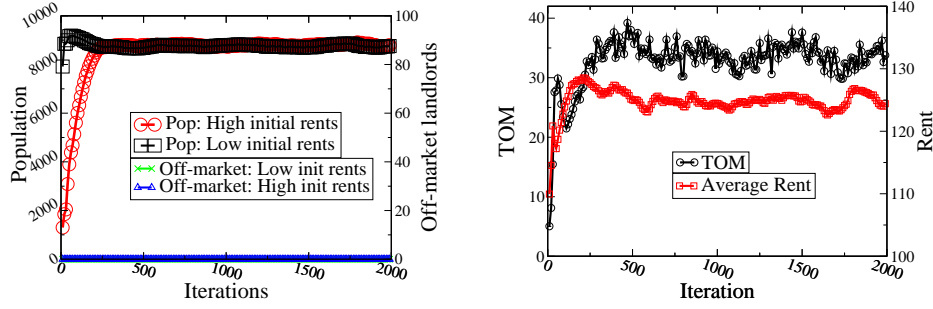 10000
8000
6000
4000
2000
0
Population
100
80
60
40
20
0
Off-market landlords
Pop: High initial rents
Pop: Low initial rents
Off-market: Low init rents
Off-market: High init rents
0
500
1000
1500
2000
Iterations
40
30
20
10
0
TOM
140
130
120
110
100
Rent
TOM
Average Rent
0
500
1000
1500
2000
Iteration